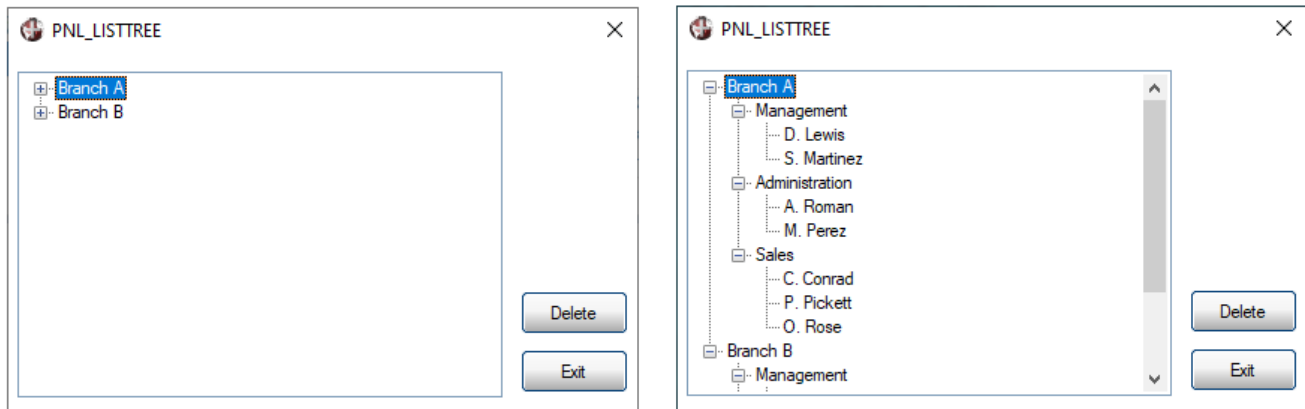 PNL_LISTTREE
Branch A
Branch B
Delete
Exit
PNL_LISTTREE
Branch A
Management
D. Lewis
S. Martinez
Administration
A. Roman
M. Perez
Sales
C. Conrad
P. Pickett
O. Rose
Branch B
Management
Delete
Exit